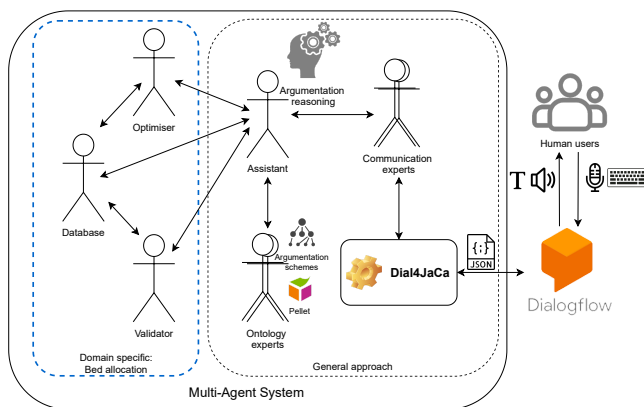 Argumentation
reasoning
Optimiser
Assistant
Communication
experts
Human users
Database
T
Argumentation
schemes
{;}
JSON
Dial4JaCa
Pellet
Validator
Ontology
experts
Dialogflow
Domain specific:
Bed allocation
General approach
Multi-Agent System